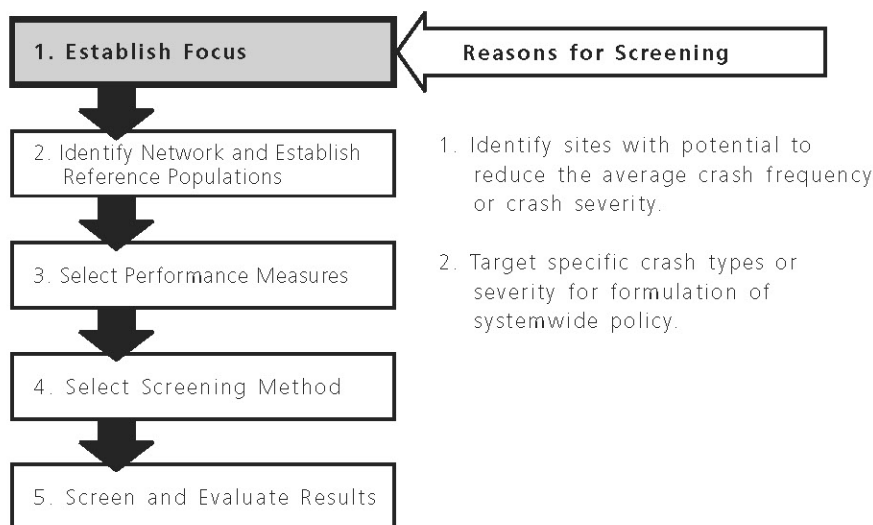 1. Establish Focus
Reasons for Screening
2. Identify Network and Establish
Reference Populations
3. Select Performance Measures
4. Select Screening Method
5. Screen and Evaluate Results
1. Identify sites with potential to
reduce the average crash frequency
or crash severity.
2. Target specific crash types or
severity for formulation of
systemwide policy.